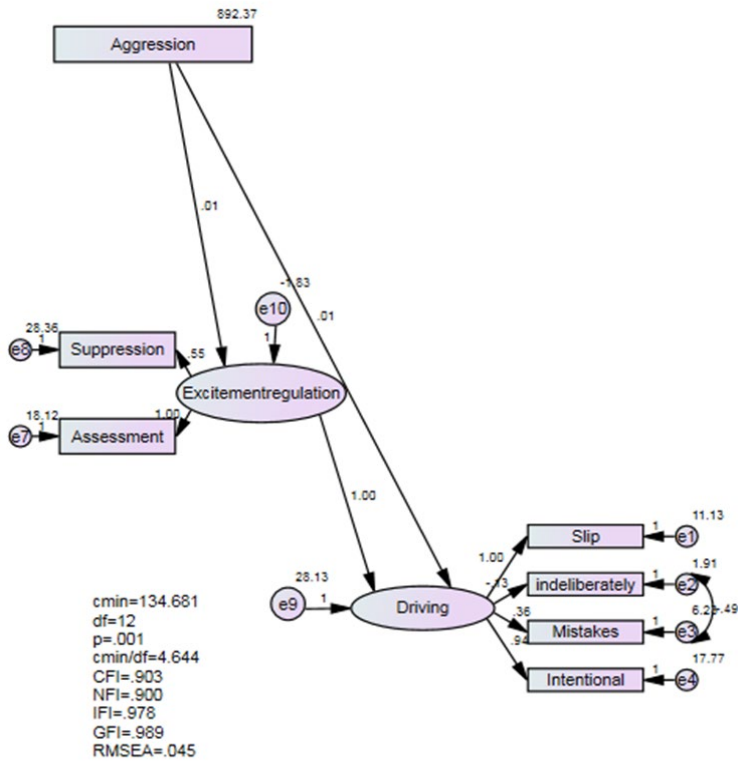 892.37
Aggression
.01
-1.83
e10
.01
1
28.36
e8
1
Suppression
.55
Excitementregulation
18.12
e7
1
Assessment
1.00
1.00
11.13
Slip
1
e1
1.00
1.91
-.13
indeliberately
1
e2
28.13
e9
1
Driving
.36
Mistakes
1
e3
-.49
.94
17.77
Intentional
1
e4
cmin=134.681
df=12
p=.001
cmin/df=4.644
CFI=.903
NFI=.900
IFI=.978
GFI=.989
RMSEA=.045